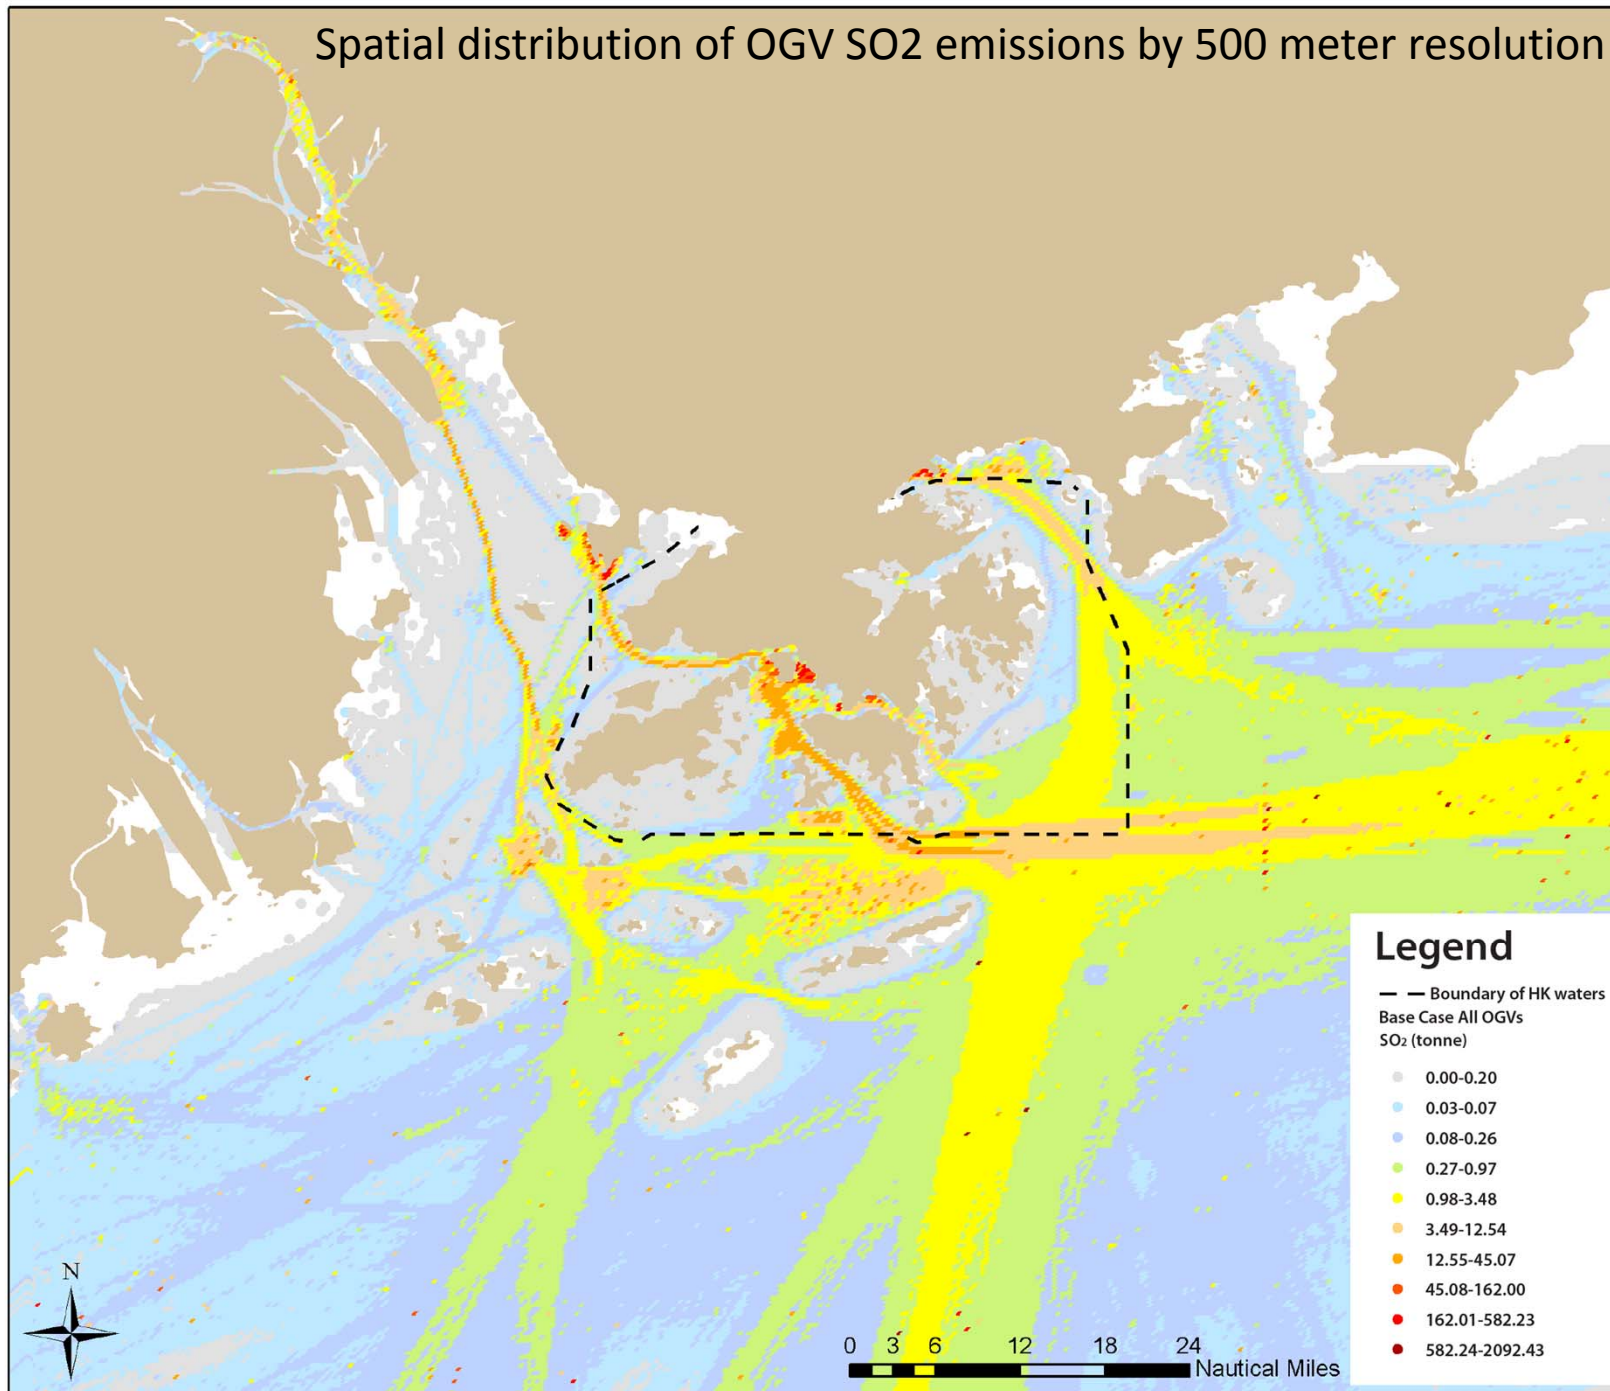 Spatial distribution of OGV SO2 emissions by 500 meter resolution
Legend
Boundary of HK waters
Base Case All OGVs
SO₂ (tonne)
0.00-0.20
0.03-0.07
0.08-0.26
0.27-0.97
0.98-3.48
3.49-12.54
12.55-45.07
45.08-162.00
162.01-582.23
582.24-2092.43
N
0 3 6 12 18 24
Nautical Miles